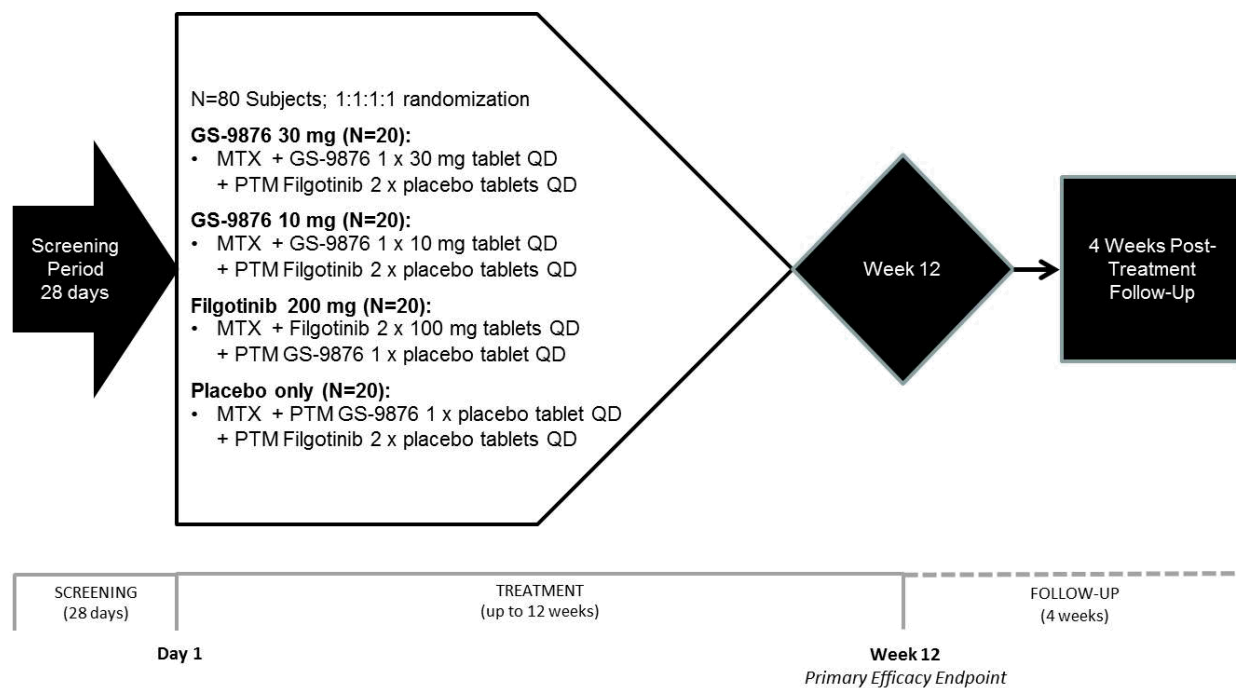 N=80 Subjects; 1:1:1:1 randomization
GS-9876 30 mg (N=20):
• MTX + GS-9876 1 x 30 mg tablet QD
+ PTM Filgotinib 2 x placebo tablets QD
GS-9876 10 mg (N=20):
• MTX + GS-9876 1 x 10 mg tablet QD
+ PTM Filgotinib 2 x placebo tablets QD
Filgotinib 200 mg (N=20):
• MTX + Filgotinib 2 x 100 mg tablets QD
+ PTM GS-9876 1 x placebo tablet QD
Placebo only (N=20):
• MTX + PTM GS-9876 1 x placebo tablet QD
+ PTM Filgotinib 2 x placebo tablets QD
Screening
Period
28 days
Week 12
4 Weeks Post-
Treatment
Follow-Up
SCREENING
(28 days)
TREATMENT
(up to 12 weeks)
FOLLOW-UP
(4 weeks)
Day 1
Week 12
Primary Efficacy Endpoint